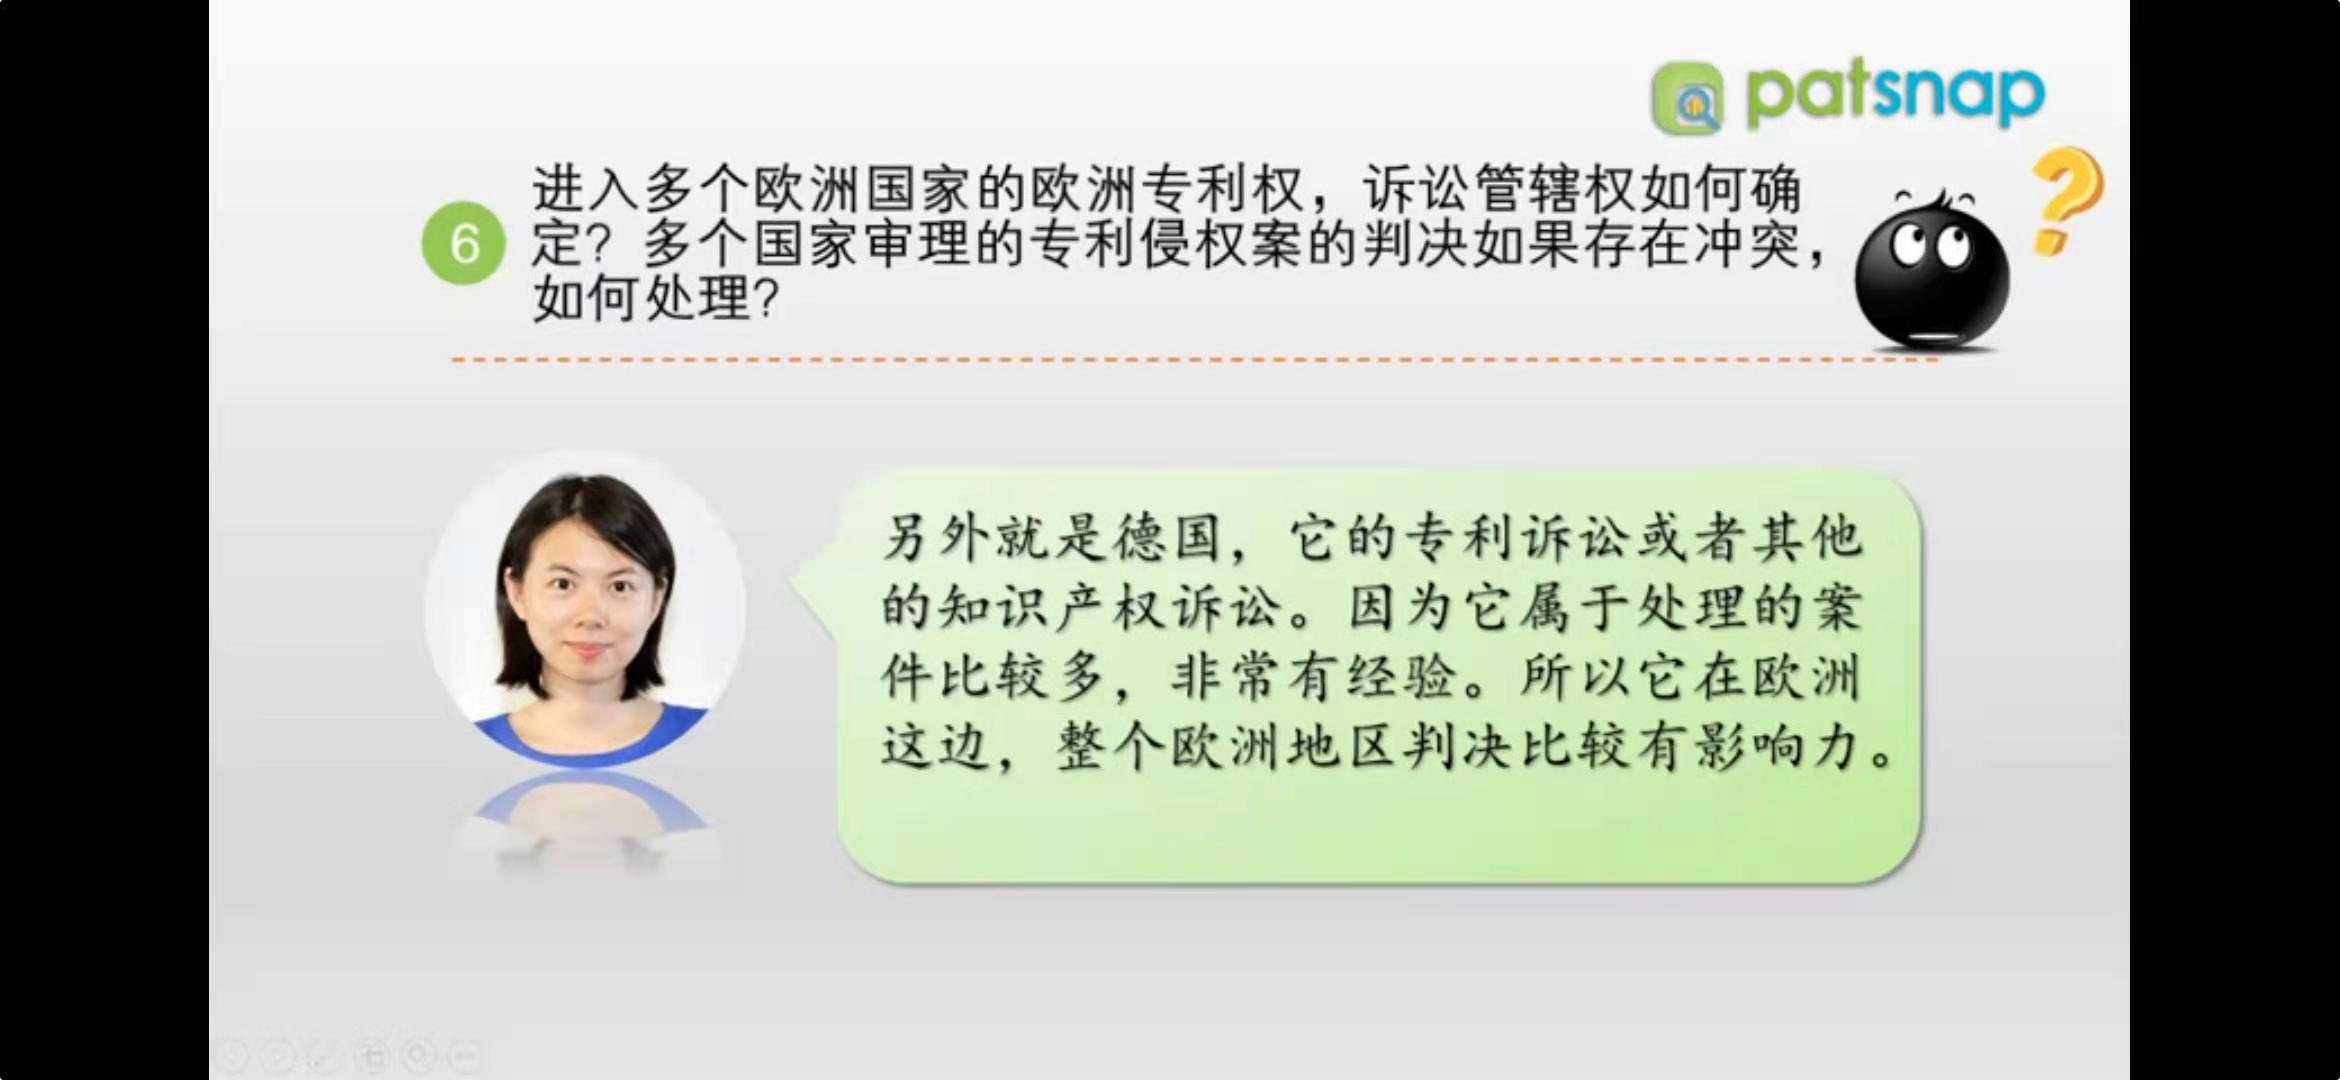 patsnap
6
进入多个欧洲国家的欧洲专利权，诉讼管辖权如何确
定？多个国家审理的专利侵权案的判决如果存在冲突，
如何处理？
另外就是德国，它的专利诉讼或者其他
的知识产权诉讼。因为它属于处理的案
件比较多，非常有经验。所以它在欧洲
这边，整个欧洲地区判决比较有影响力。